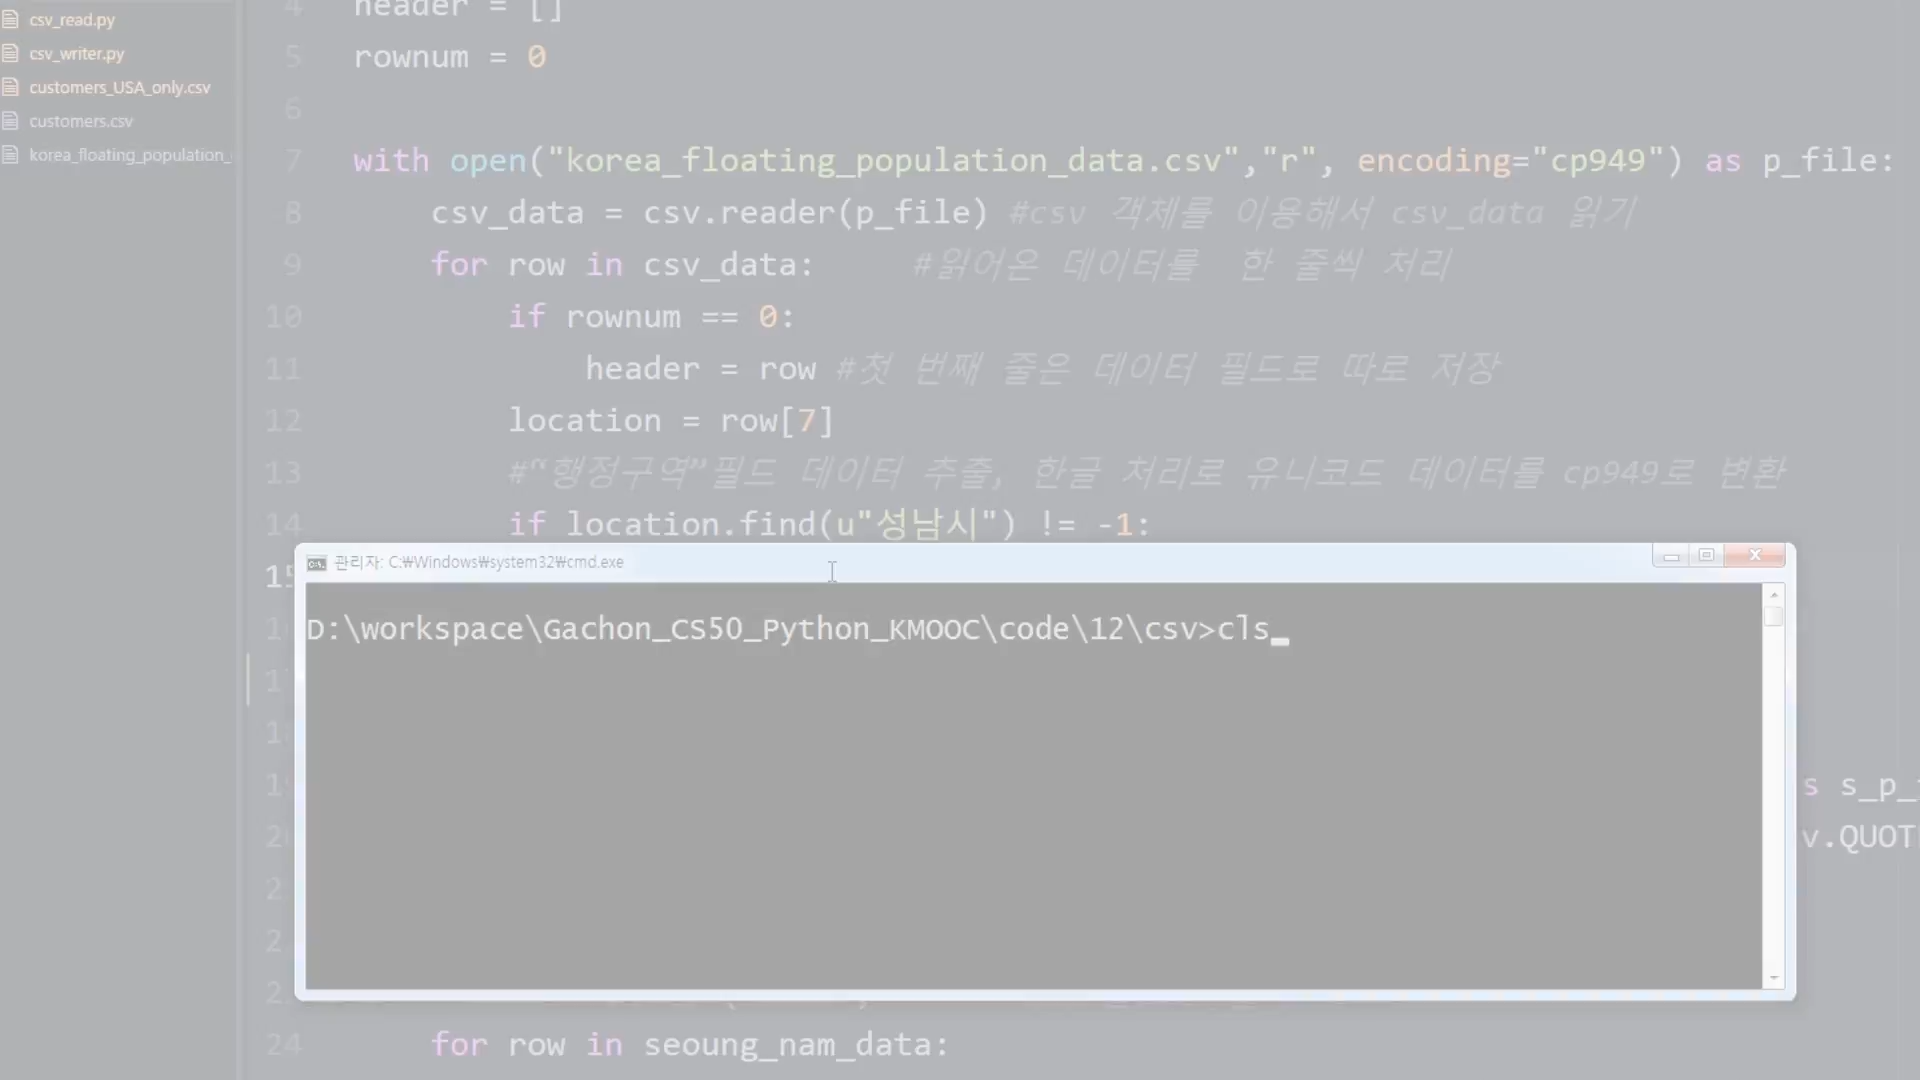 csv_read.py
csv_writer.py
customers_USA_only.csv
customers.csv
korea_floating_population_
4 header = []
5 rownum = 0
6
7 with open("korea_floating_population_data.csv","r", encoding="cp949") as p_file:
8 csv_data = csv.reader(p_file) #csv 객체를 이용해서 csv_data 읽기
9 for row in csv_data: #읽어온 데이터를 한 줄씩 처리
10 if rownum == 0:
11 header = row #첫 번째 줄은 데이터 필드로 따로 저장
12 location = row[7]
13 #“행정구역”필드 데이터 추출, 한글 처리로 유니코드 데이터를 cp949로 변환
14 if location.find(u"성남시") != -1:
관리자: C:₩Windows₩system32₩cmd.exe
D:\workspace\Gachon_CS50_Python_KMOOC\code\12\csv>cls
s s_p_
v.QUOT
24 for row in seoung_nam_data: